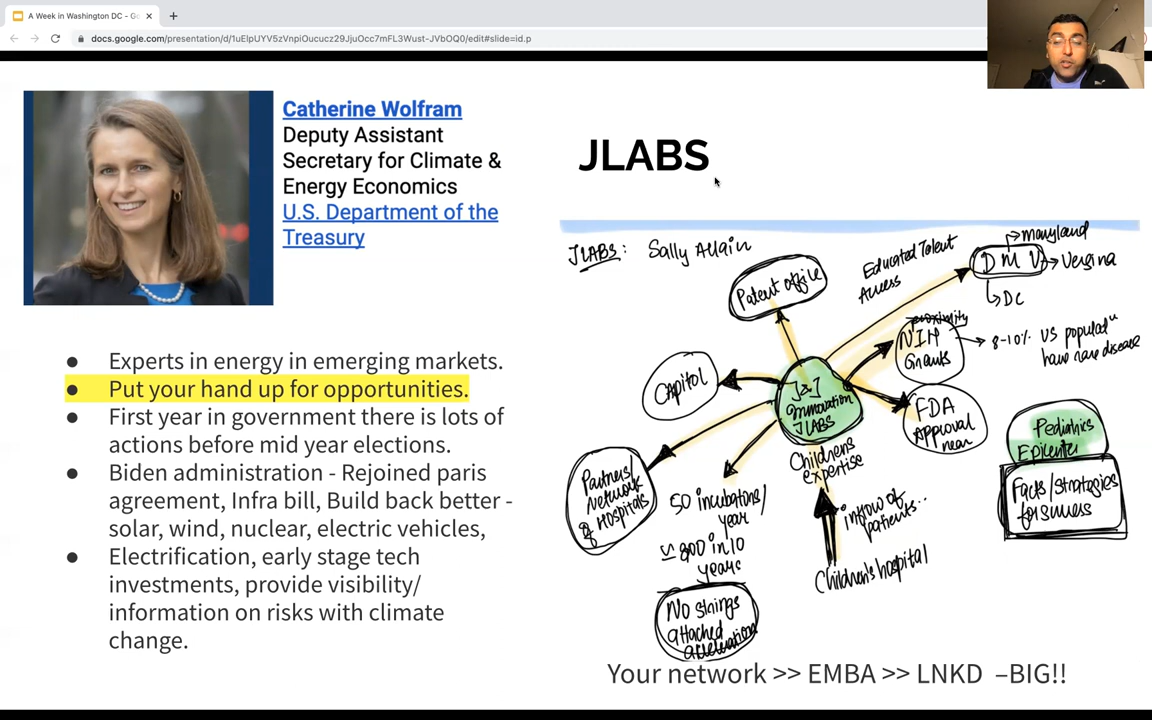 A Week in Washington DC - Go
docs.google.com/presentation/d/1uElpUYV5zVnpiOucucz29JjuOcc7mFL3Wust-JVbOQ0/edit#slide=id.p
Catherine Wolfram
Deputy Assistant
Secretary for Climate &
Energy Economics
U.S. Department of the
Treasury
● Experts in energy in emerging markets.
● Put your hand up for opportunities.
● First year in government there is lots of
actions before mid year elections.
● Biden administration - Rejoined paris
agreement, Infra bill, Build back better -
solar, wind, nuclear, electric vehicles,
● Electrification, early stage tech
investments, provide visibility/
information on risks with climate
change.
JLABS
JLABS: Sally Allain
Patent office
Educated Talent
Access
DMV
Maryland
Vergina
DC
Capitol
J&J
Innovation
JLABS
proximity
NIH
Grants
8-10% US populatn
have rare disease
FDA
Approval
near
Partners/
Network
of Hospitals
50 incubations/
year
≈ 800 in 10
years
No strings
attached
acceleration
Childrens
expertise
inflow of
patients...
Children's hospital
Pediatrics
Epicenter
Facts/Strategies
for Success
Your network >> EMBA >> LNKD –BIG!!